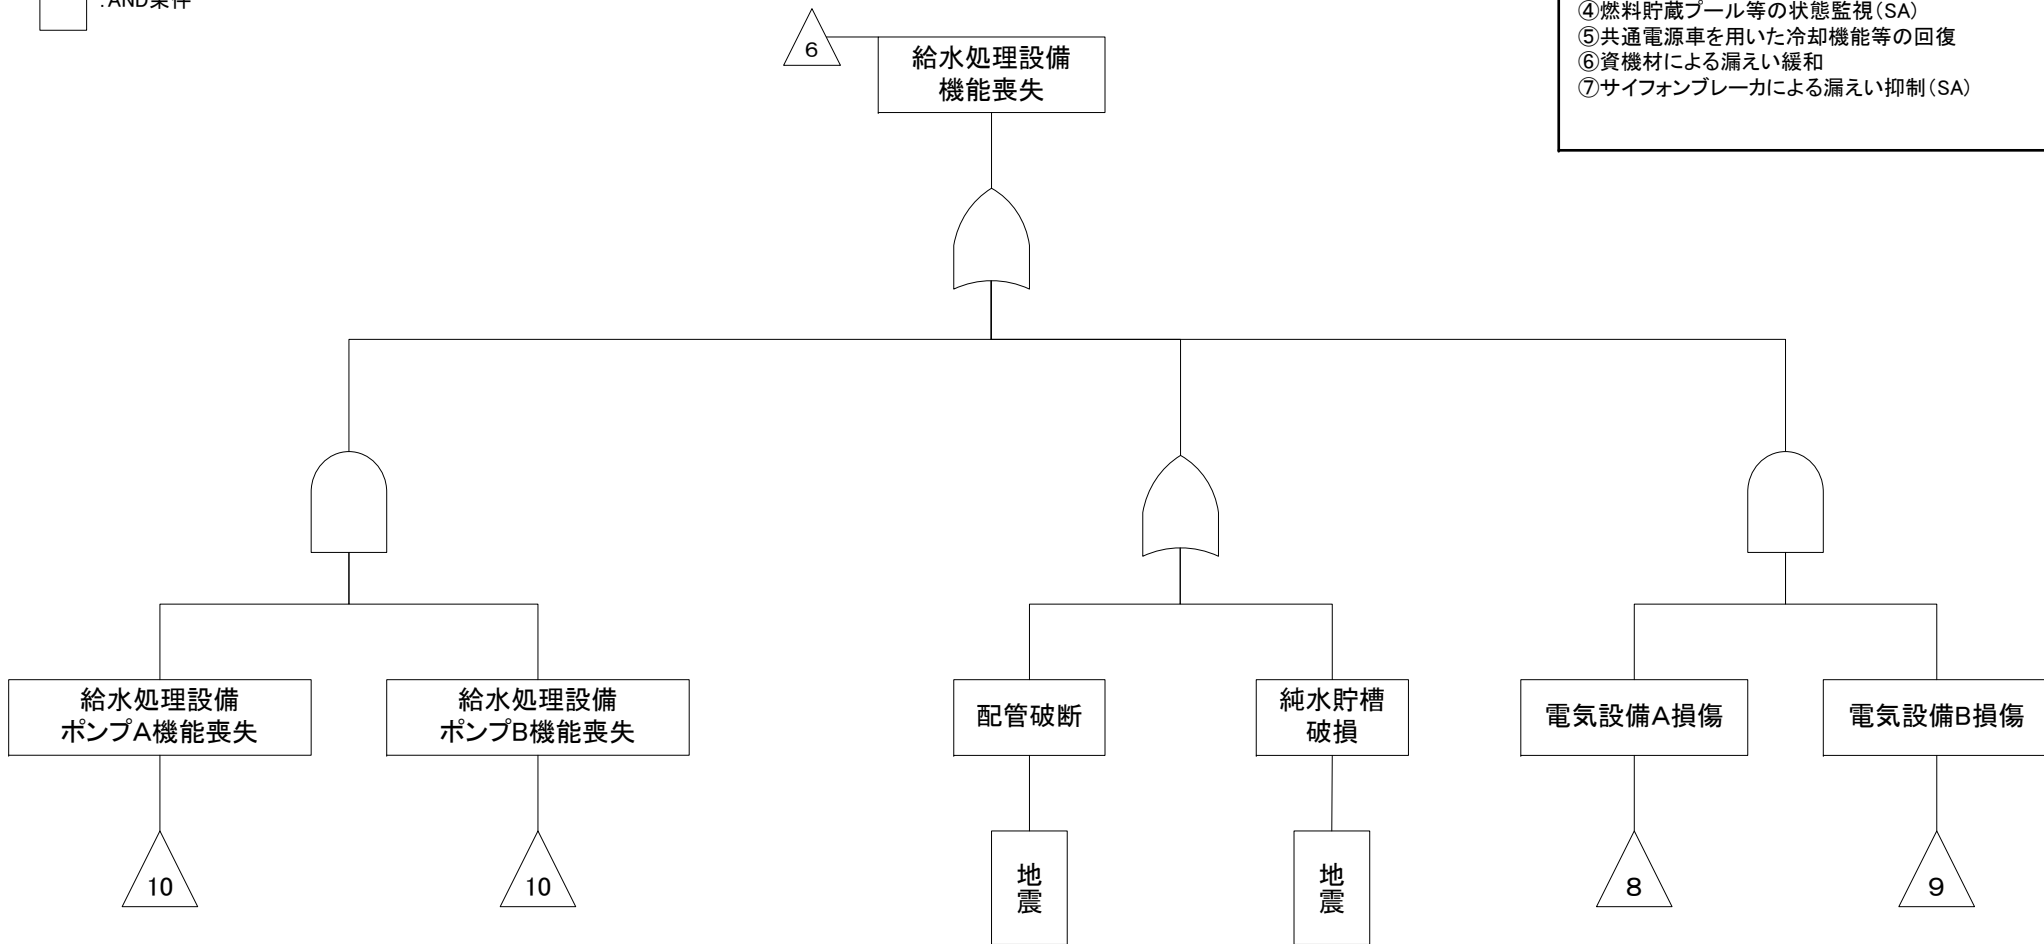 :AND条件
④燃料貯蔵プール等の状態監視(SA)
⑤共通電源車を用いた冷却機能等の回復
⑥資機材による漏えい緩和
⑦サイフォンブレーカによる漏えい抑制(SA)
6
給水処理設備
機能喪失
給水処理設備
ポンプA機能喪失
給水処理設備
ポンプB機能喪失
配管破断
純水貯槽
破損
電気設備A損傷
電気設備B損傷
10
10
地震
地震
8
9